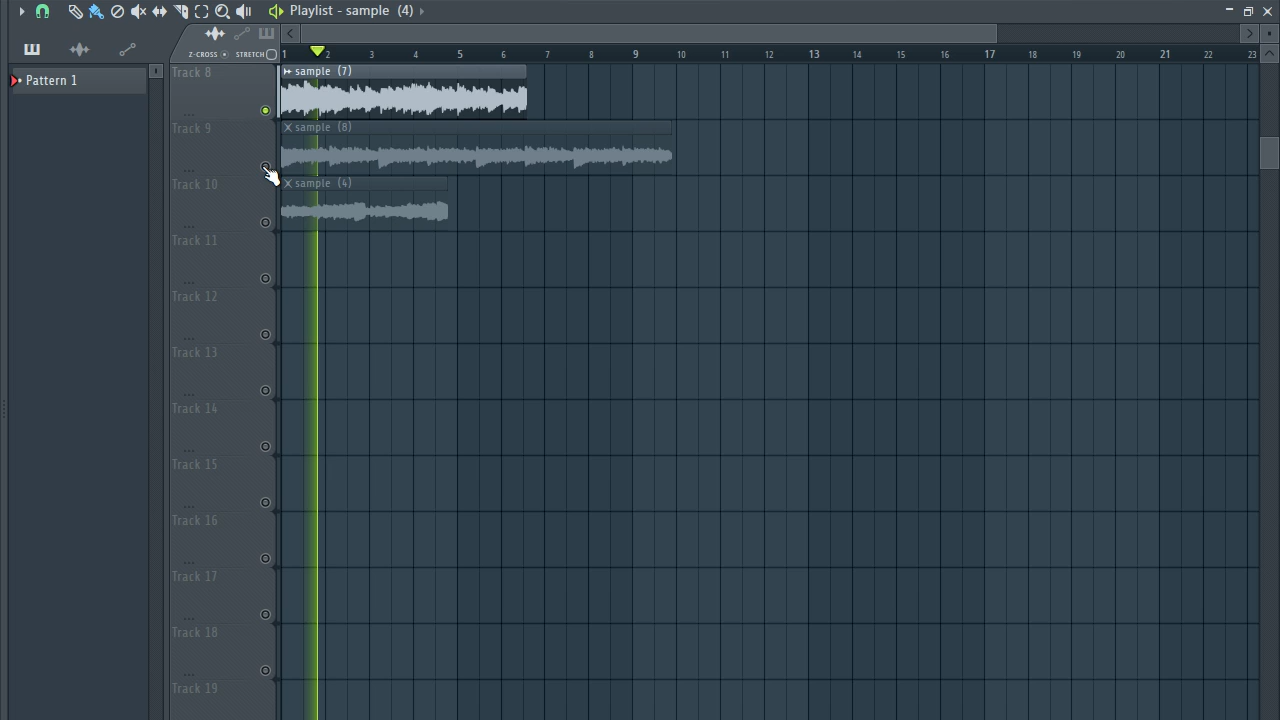 Playlist - sample (4)
Z-CROSS STRETCH
1 2 3 4 5 6 7 8 9 10 11 12 13 14 15 16 17 18 19 20 21 22 23
Pattern 1
Track 8
sample (7)
Track 9
sample (8)
Track 10
sample (4)
Track 11
Track 12
Track 13
Track 14
Track 15
Track 16
Track 17
Track 18
Track 19